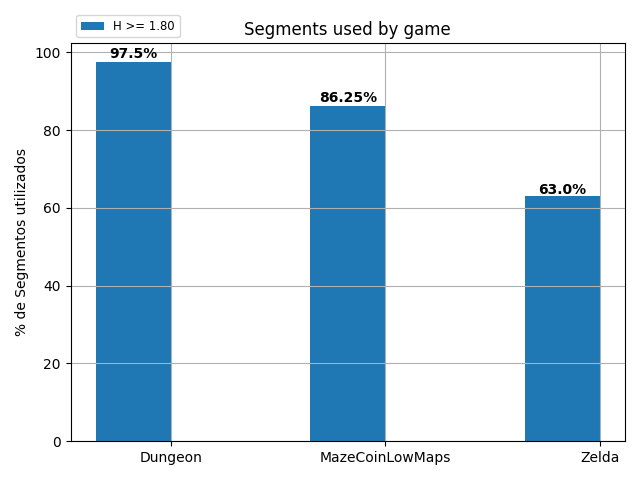 H >= 1.80
Segments used by game
% de Segmentos utilizados
100
80
60
40
20
0
97.5%
86.25%
63.0%
Dungeon
MazeCoinLowMaps
Zelda